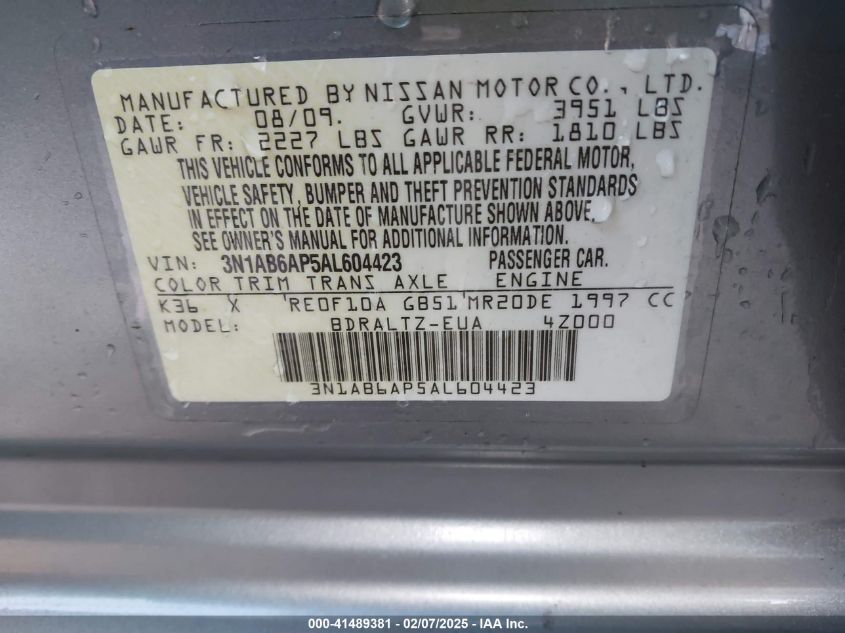 MANUFACTURED BY NISSAN MOTOR CO., LTD.
DATE: 08/09. GVWR: 3951 LBS
GAWR FR: 2227 LBS GAWR RR: 1810 LBS
THIS VEHICLE CONFORMS TO ALL APPLICABLE FEDERAL MOTOR,
VEHICLE SAFETY, BUMPER AND THEFT PREVENTION STANDARDS
IN EFFECT ON THE DATE OF MANUFACTURE SHOWN ABOVE.
SEE OWNER'S MANUAL FOR ADDITIONAL INFORMATION.
VIN: 3N1AB6AP5AL604423 PASSENGER CAR.
COLOR TRIM TRANS AXLE ENGINE
K36 X RE0F10A GB51 MR20DE 1997 CC
MODEL: BDRALTZ-EUA 4Z000
3N1AB6AP5AL604423
000-41489381 - 02/07/2025 - IAA Inc.